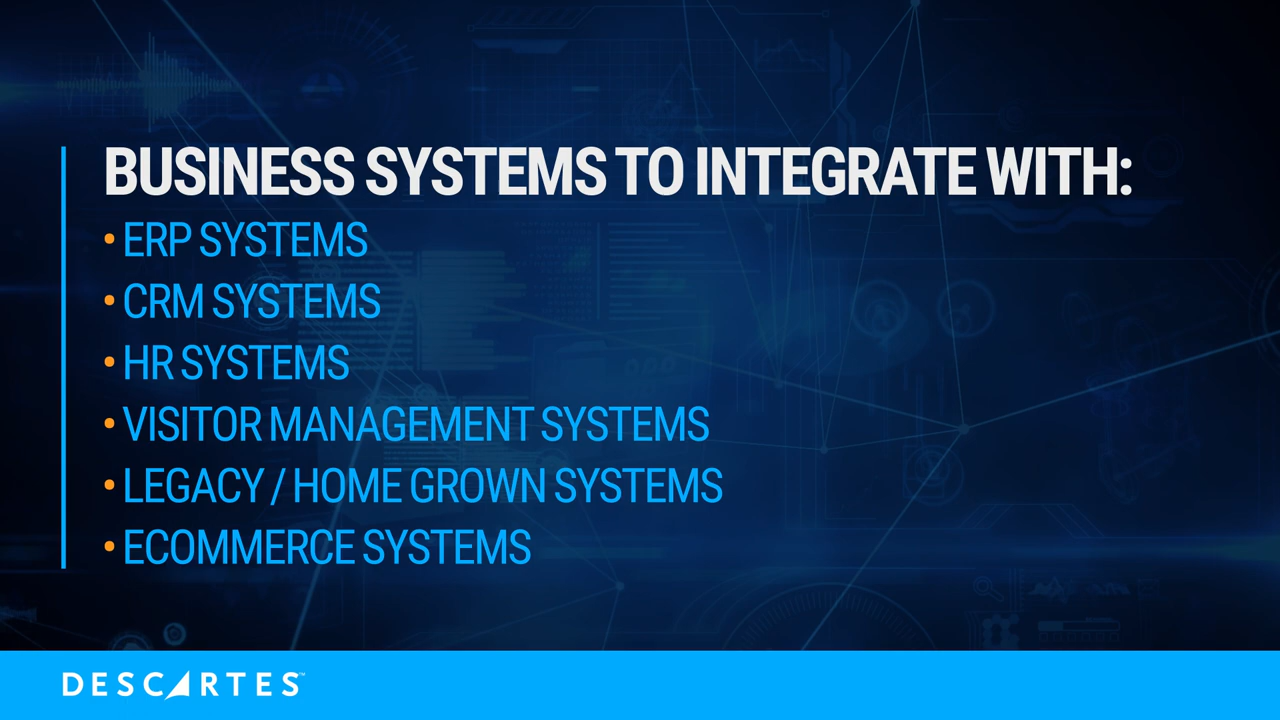 BUSINESS SYSTEMS TO INTEGRATE WITH:
• ERP SYSTEMS
• CRM SYSTEMS
• HR SYSTEMS
• VISITOR MANAGEMENT SYSTEMS
• LEGACY / HOME GROWN SYSTEMS
• ECOMMERCE SYSTEMS
DESCARTES™